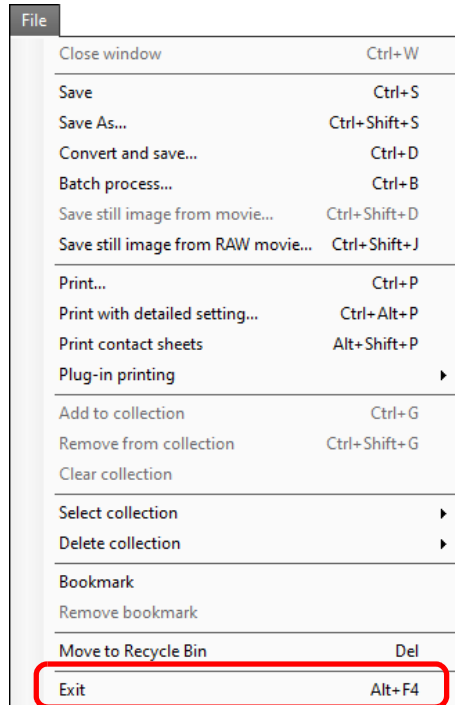 File
Close window Ctrl+W
Save Ctrl+S
Save As... Ctrl+Shift+S
Convert and save... Ctrl+D
Batch process... Ctrl+B
Save still image from movie... Ctrl+Shift+D
Save still image from RAW movie... Ctrl+Shift+J
Print... Ctrl+P
Print with detailed setting... Ctrl+Alt+P
Print contact sheets Alt+Shift+P
Plug-in printing
Add to collection Ctrl+G
Remove from collection Ctrl+Shift+G
Clear collection
Select collection
Delete collection
Bookmark
Remove bookmark
Move to Recycle Bin Del
Exit Alt+F4